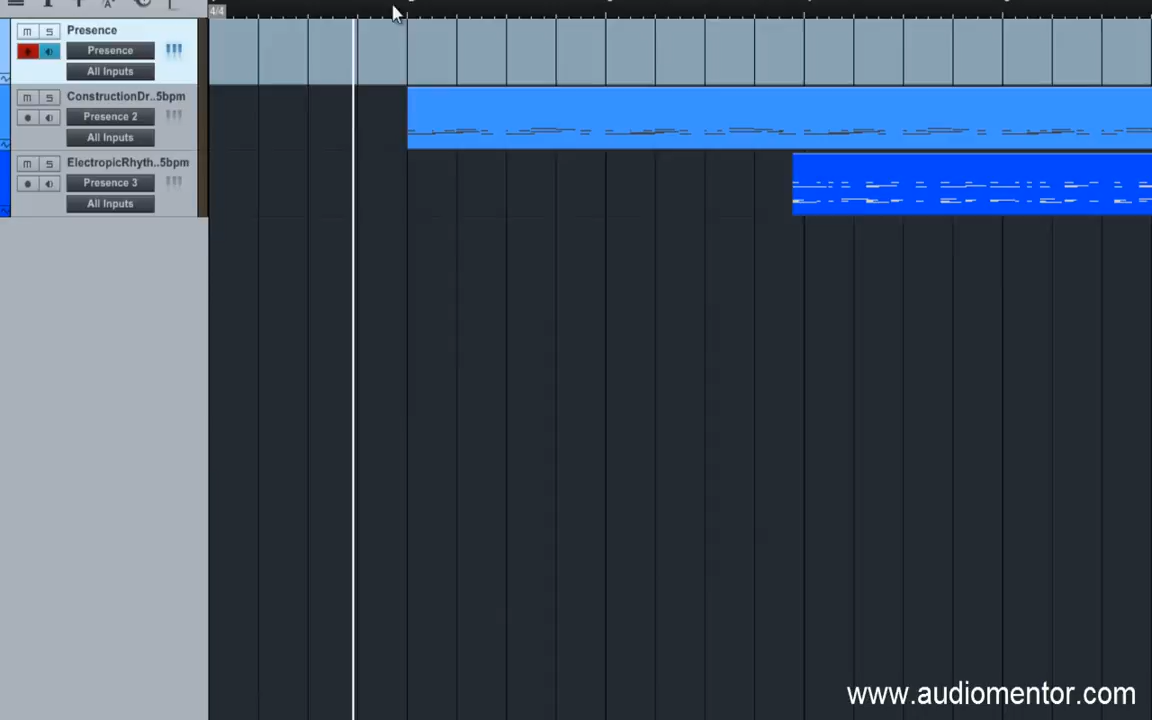 4/4
m s Presence
Presence
All Inputs
m s ConstructionDr..5bpm
Presence 2
All Inputs
m s ElectropicRhyth..5bpm
Presence 3
All Inputs
www.audiomentor.com